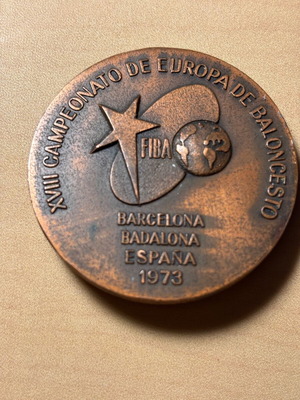 XVIII CAMPEONATO DE EUROPA DE BALONCESTO
FIBA
BARCELONA
BADALONA
ESPAÑA
1973